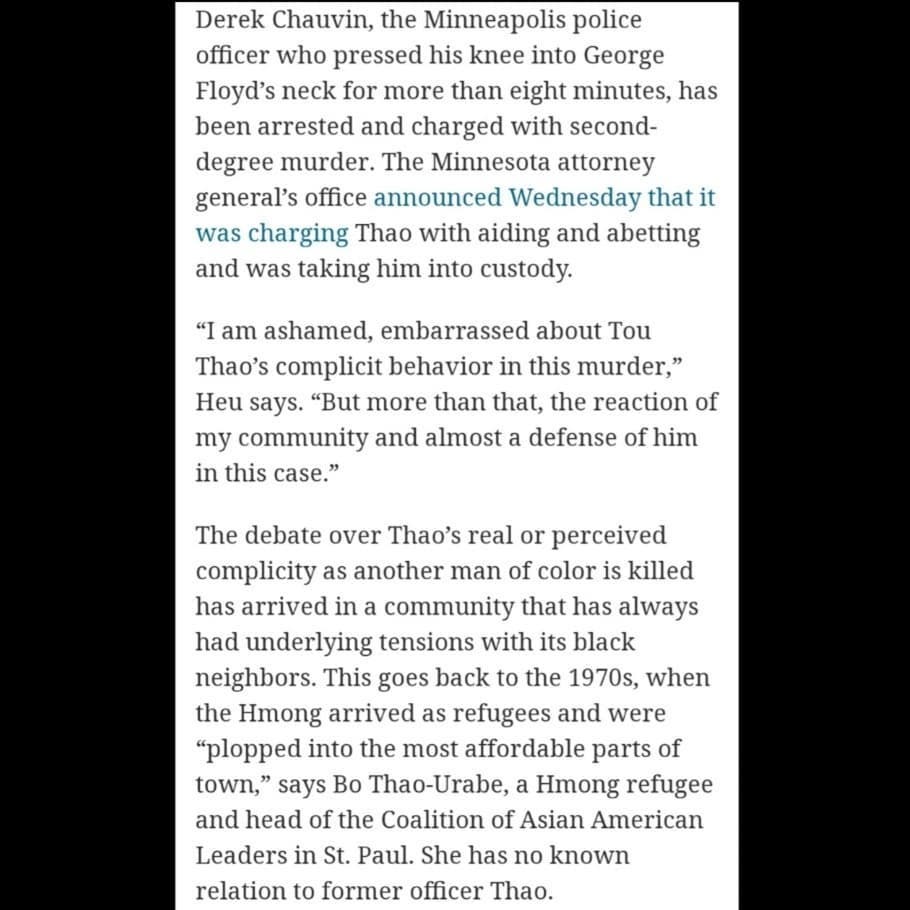 Derek Chauvin, the Minneapolis police
officer who pressed his knee into George
Floyd’s neck for more than eight minutes, has
been arrested and charged with second-
degree murder. The Minnesota attorney
general’s office announced Wednesday that it
was charging Thao with aiding and abetting
and was taking him into custody.
“I am ashamed, embarrassed about Tou
Thao’s complicit behavior in this murder,”
Heu says. “But more than that, the reaction of
my community and almost a defense of him
in this case.”
The debate over Thao’s real or perceived
complicity as another man of color is killed
has arrived in a community that has always
had underlying tensions with its black
neighbors. This goes back to the 1970s, when
the Hmong arrived as refugees and were
“plopped into the most affordable parts of
town,” says Bo Thao-Urabe, a Hmong refugee
and head of the Coalition of Asian American
Leaders in St. Paul. She has no known
relation to former officer Thao.